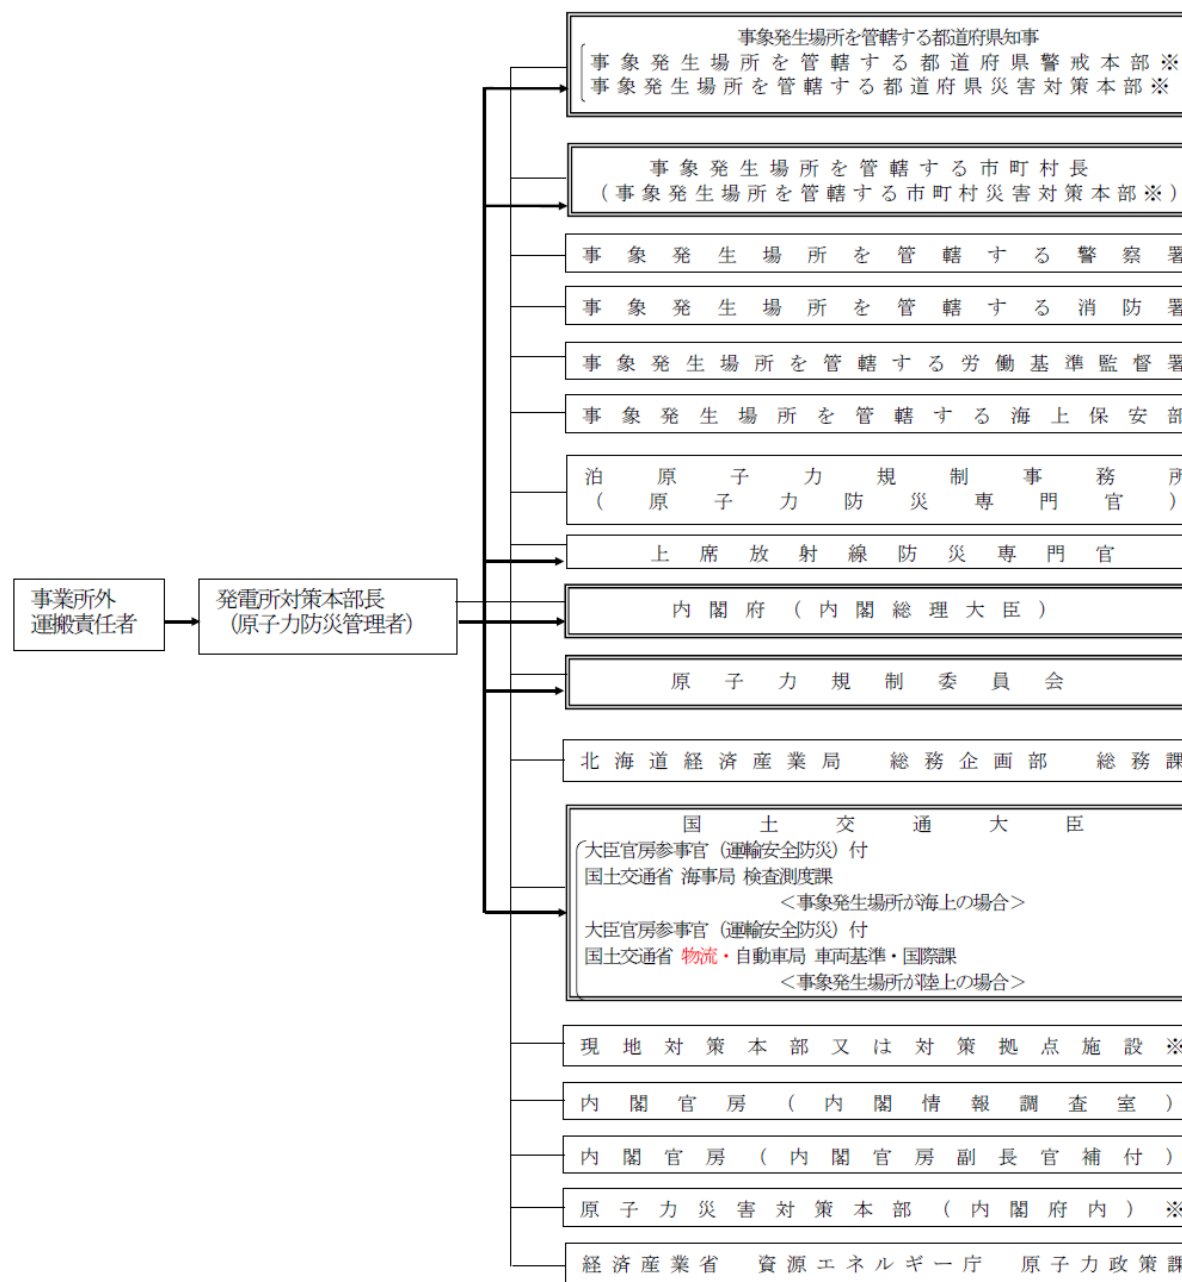 事象発生場所を管轄する都道府県知事
事象発生場所を管轄する都道府県警戒本部※
事象発生場所を管轄する都道府県災害対策本部※
事象発生場所を管轄する市町村長
（事象発生場所を管轄する市町村災害対策本部※）
事象発生場所を管轄する警察署
事象発生場所を管轄する消防署
事象発生場所を管轄する労働基準監督署
事象発生場所を管轄する海上保安部
泊原子力規制事務所
（原子力防災専門官）
上席放射線防災専門官
事業所外
運搬責任者
発電所対策本部長
（原子力防災管理者）
内閣府（内閣総理大臣）
原子力規制委員会
北海道経済産業局　総務企画部　総務課
国土交通大臣
大臣官房参事官（運輸安全防災）付
国土交通省 海事局 検査測度課
＜事象発生場所が海上の場合＞
大臣官房参事官（運輸安全防災）付
国土交通省 物流・自動車局 車両基準・国際課
＜事象発生場所が陸上の場合＞
現地対策本部又は対策拠点施設※
内閣官房（内閣情報調査室）
内閣官房（内閣官房副長官補付）
原子力災害対策本部（内閣府内）※
経済産業省　資源エネルギー庁　原子力政策課